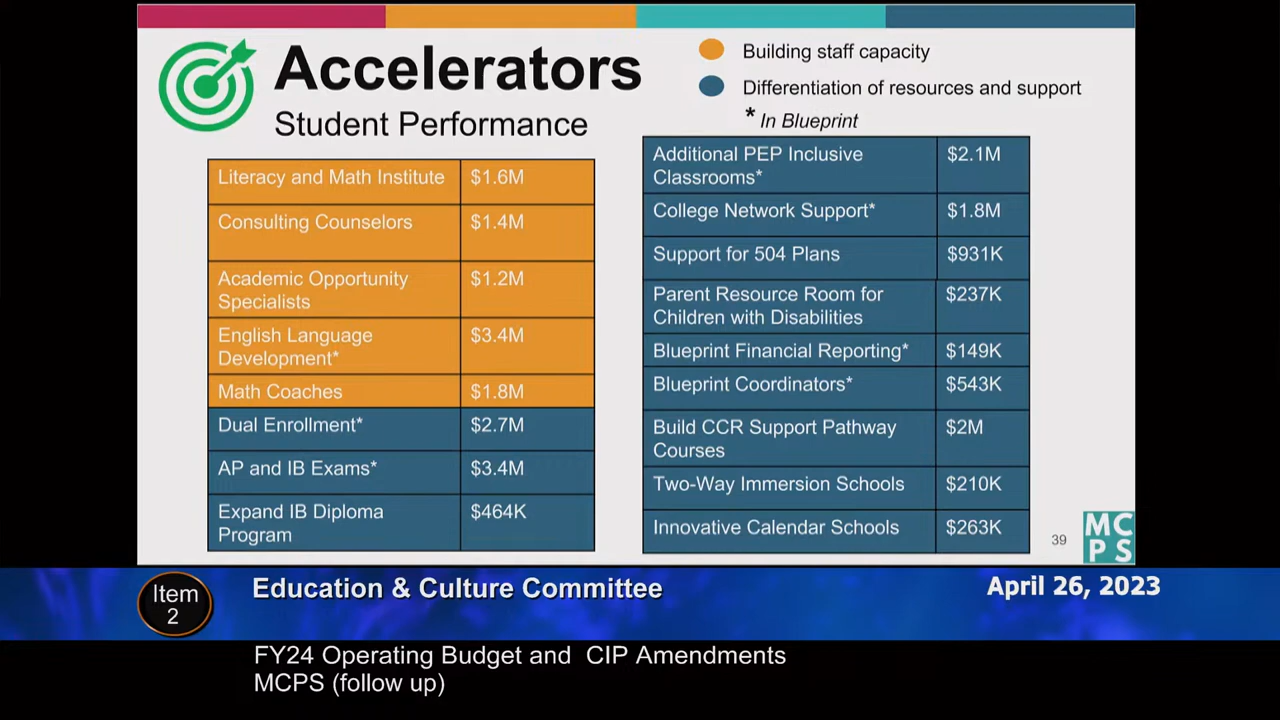 Accelerators
Student Performance
Building staff capacity
Differentiation of resources and support
* In Blueprint
Literacy and Math Institute $1.6M
Consulting Counselors $1.4M
Academic Opportunity
Specialists
$1.2M
English Language
Development*
$3.4M
Math Coaches $1.8M
Dual Enrollment* $2.7M
AP and IB Exams* $3.4M
Expand IB Diploma
Program
$464K
Additional PEP Inclusive
Classrooms*
$2.1M
College Network Support* $1.8M
Support for 504 Plans $931K
Parent Resource Room for
Children with Disabilities
$237K
Blueprint Financial Reporting* $149K
Blueprint Coordinators* $543K
Build CCR Support Pathway
Courses
$2M
Two-Way Immersion Schools $210K
Innovative Calendar Schools $263K
39
MC
PS
Item
2
Education & Culture Committee
April 26, 2023
FY24 Operating Budget and CIP Amendments
MCPS (follow up)